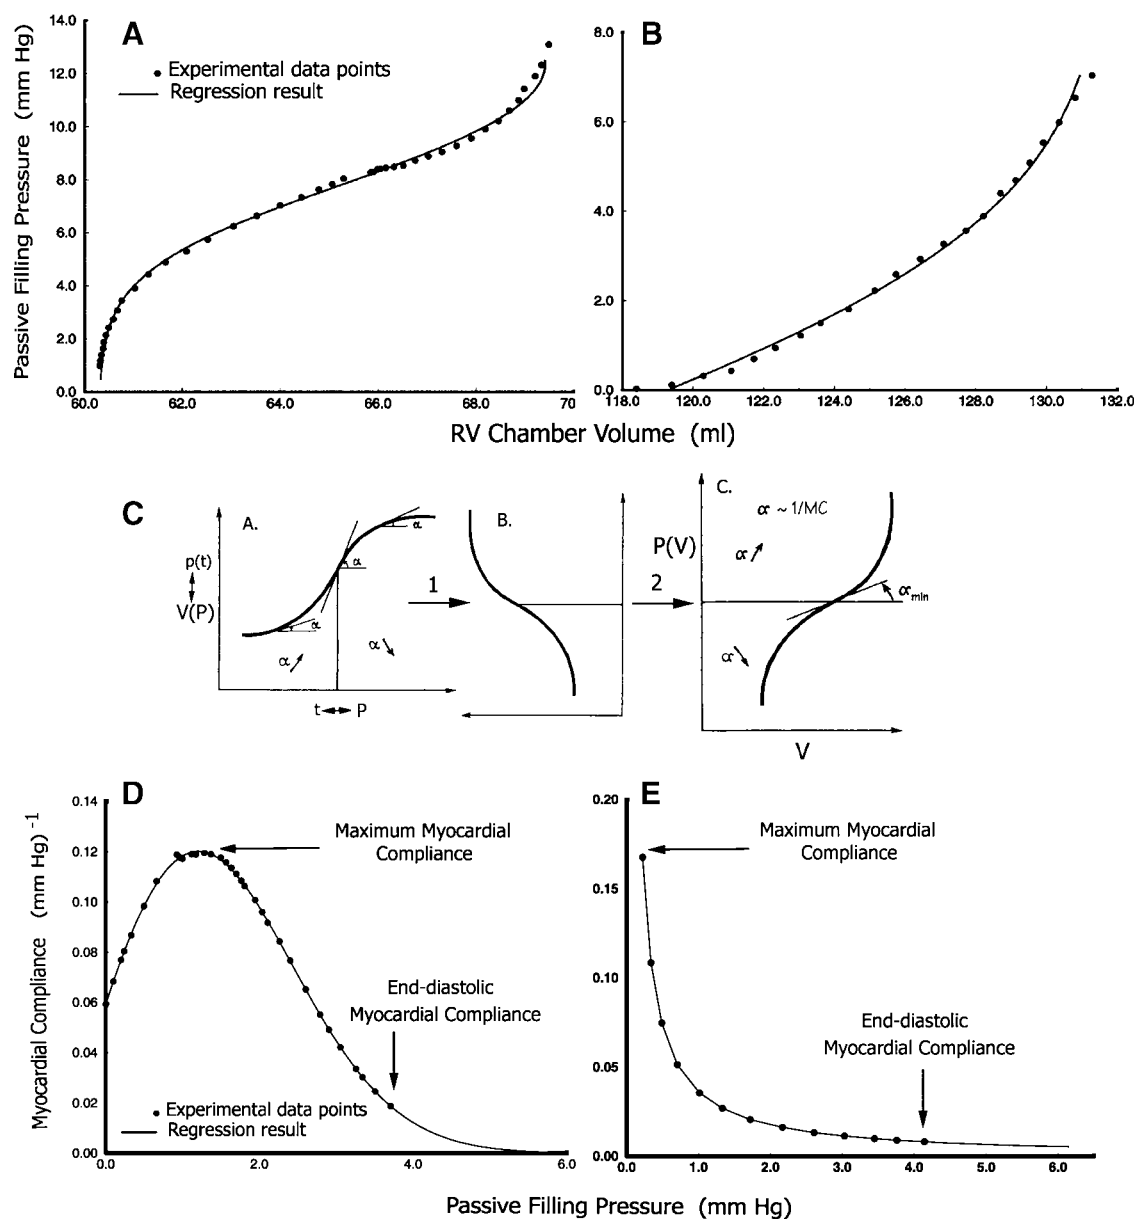 A
Passive Filling Pressure (mm Hg)
14.0
12.0
10.0
8.0
6.0
4.0
2.0
0.0
Experimental data points
Regression result
60.0
62.0
64.0
66.0
68.0
70
B
8.0
6.0
4.0
2.0
0.0
118.0
120.0
122.0
124.0
126.0
128.0
130.0
132.0
RV Chamber Volume (ml)
C
A.
p(t)
V(P)
α
α
α
α
α
t
P
1
B.
2
C.
P(V)
α ~ 1/MC
α
αmin
α
V
D
Myocardial Compliance (mm Hg)-1
0.14
0.12
0.10
0.08
0.06
0.04
0.02
0.00
Maximum Myocardial
Compliance
End-diastolic
Myocardial Compliance
Experimental data points
Regression result
0.0
2.0
4.0
6.0
E
0.20
0.15
0.10
0.05
0.00
Maximum Myocardial
Compliance
End-diastolic
Myocardial Compliance
0.0
1.0
2.0
3.0
4.0
5.0
6.0
Passive Filling Pressure (mm Hg)